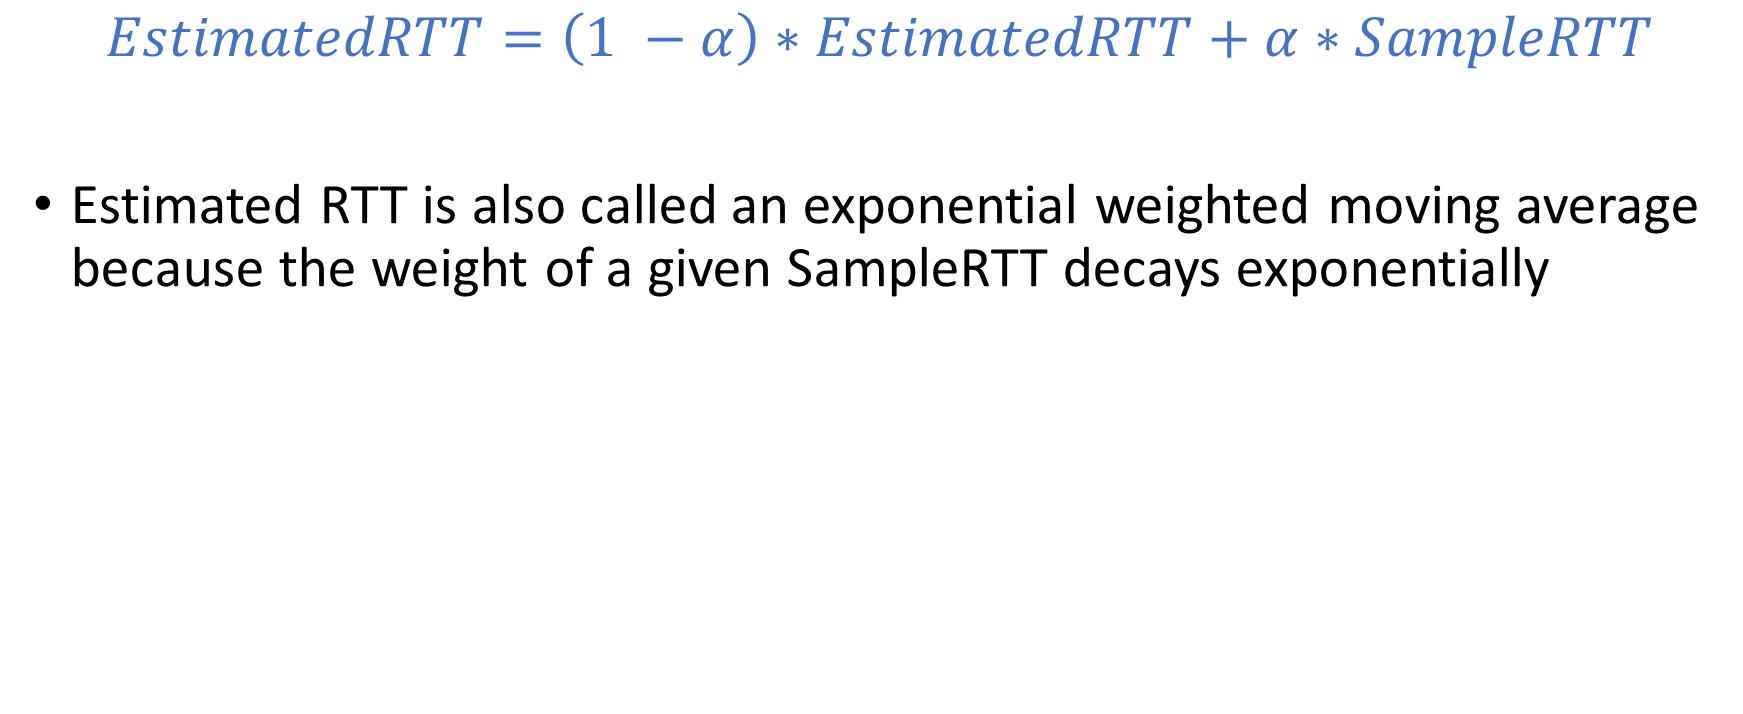 EstimatedRTT = (1 − α) ∗ EstimatedRTT + α ∗ SampleRTT
• Estimated RTT is also called an exponential weighted moving average
because the weight of a given SampleRTT decays exponentially